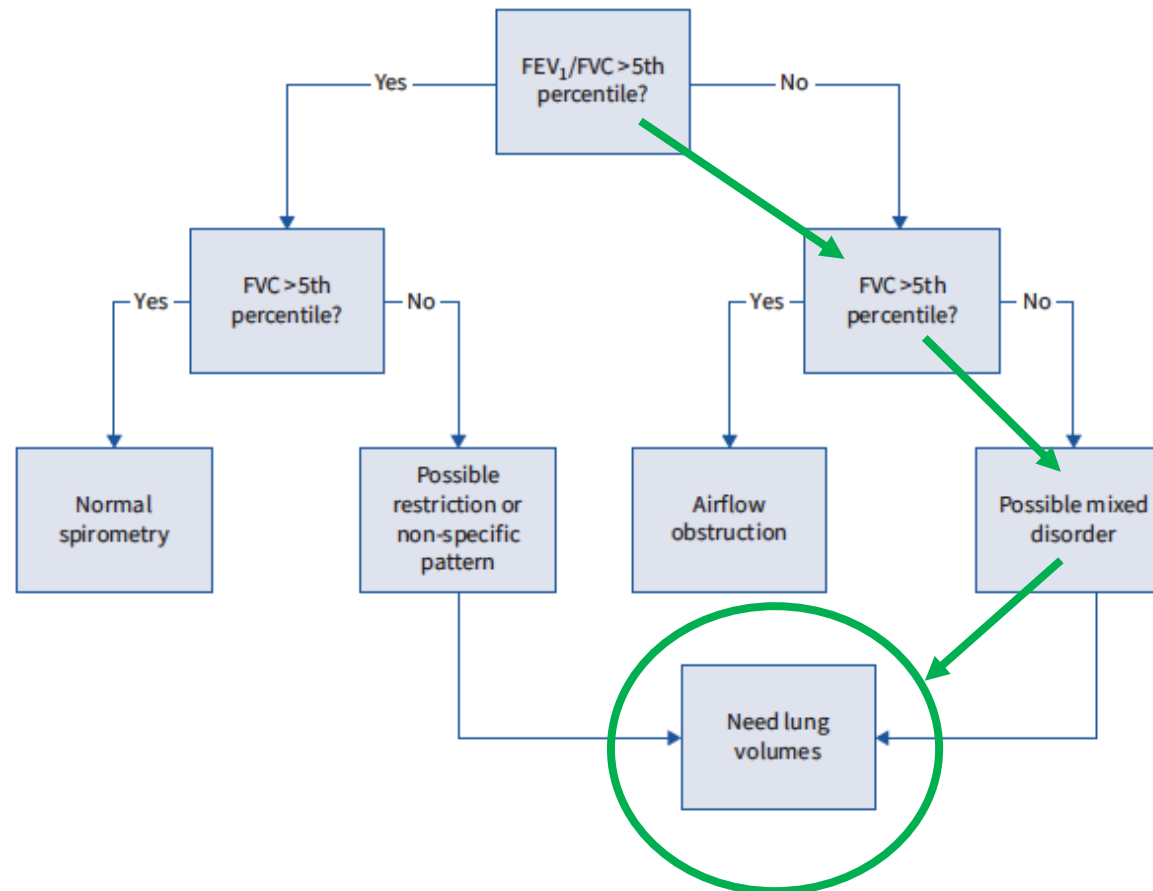 FEV₁/FVC>5th
percentile?
Yes
No
FVC>5th
percentile?
Yes
No
FVC>5th
percentile?
Yes
No
Normal
spirometry
Possible
restriction or
non-specific
pattern
Airflow
obstruction
Possible mixed
disorder
Need lung
volumes